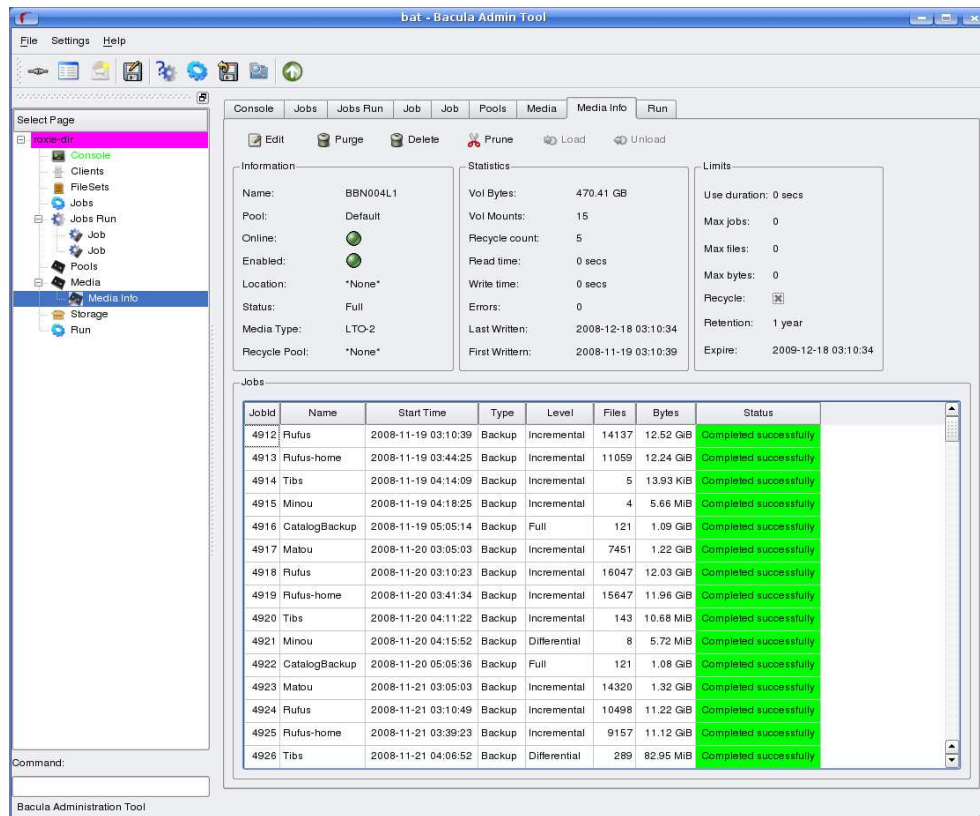 bat - Bacula Admin Tool
File Settings Help
Select Page
roxie-dir
Console
Clients
FileSets
Jobs
Jobs Run
Job
Job
Pools
Media
Media Info
Storage
Run
Command:
Bacula Administration Tool
Console Jobs Jobs Run Job Job Pools Media Media Info Run
Edit Purge Delete Prune Load Unload
Information
Name: BBN004L1
Pool: Default
Online:
Enabled:
Location: *None*
Status: Full
Media Type: LTO-2
Recycle Pool: *None*
Statistics
Vol Bytes: 470.41 GB
Vol Mounts: 15
Recycle count: 5
Read time: 0 secs
Write time: 0 secs
Errors: 0
Last Written: 2008-12-18 03:10:34
First Writtern: 2008-11-19 03:10:39
Limits
Use duration: 0 secs
Max jobs: 0
Max files: 0
Max bytes: 0
Recycle:
Retention: 1 year
Expire: 2009-12-18 03:10:34
Jobs
JobId Name Start Time Type Level Files Bytes Status
4912 Rufus 2008-11-19 03:10:39 Backup Incremental 14137 12.52 GiB Completed successfully
4913 Rufus-home 2008-11-19 03:44:25 Backup Incremental 11059 12.24 GiB Completed successfully
4914 Tibs 2008-11-19 04:14:09 Backup Incremental 5 13.93 KiB Completed successfully
4915 Minou 2008-11-19 04:18:25 Backup Incremental 4 5.66 MiB Completed successfully
4916 CatalogBackup 2008-11-19 05:05:14 Backup Full 121 1.09 GiB Completed successfully
4917 Matou 2008-11-20 03:05:03 Backup Incremental 7451 1.22 GiB Completed successfully
4918 Rufus 2008-11-20 03:10:23 Backup Incremental 16047 12.03 GiB Completed successfully
4919 Rufus-home 2008-11-20 03:41:34 Backup Incremental 15647 11.96 GiB Completed successfully
4920 Tibs 2008-11-20 04:11:22 Backup Incremental 143 10.68 MiB Completed successfully
4921 Minou 2008-11-20 04:15:52 Backup Differential 8 5.72 MiB Completed successfully
4922 CatalogBackup 2008-11-20 05:05:36 Backup Full 121 1.08 GiB Completed successfully
4923 Matou 2008-11-21 03:05:03 Backup Incremental 14320 1.32 GiB Completed successfully
4924 Rufus 2008-11-21 03:10:49 Backup Incremental 10498 11.22 GiB Completed successfully
4925 Rufus-home 2008-11-21 03:39:23 Backup Incremental 9157 11.12 GiB Completed successfully
4926 Tibs 2008-11-21 04:06:52 Backup Differential 289 82.95 MiB Completed successfully